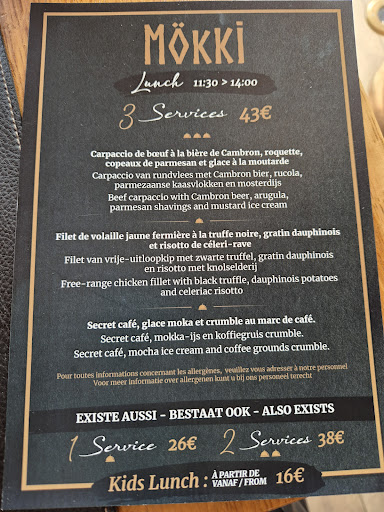 MÖKKI
Lunch 11:30 > 14:00
3 Services 43€
Carpaccio de bœuf à la bière de Cambron, roquette,
copeaux de parmesan et glace à la moutarde
Carpaccio van rundvlees met Cambron bier, rucola,
parmezaanse kaasvlokken en mosterdijs
Beef carpaccio with Cambron beer, arugula,
parmesan shavings and mustard ice cream
Filet de volaille jaune fermière à la truffe noire, gratin dauphinois
et risotto de céleri-rave
Filet van vrije-uitloopkip met zwarte truffel, gratin dauphinois
en risotto met knolselderij
Free-range chicken fillet with black truffle, dauphinois potatoes
and celeriac risotto
Secret café, glace moka et crumble au marc de café.
Secret café, mokka-ijs en koffiegruis crumble.
Secret café, mocha ice cream and coffee grounds crumble.
Pour toutes informations concernant les allergènes, veuillez vous adresser à notre personnel
Voor meer informatie over allergenen kunt u bij ons personeel terecht
EXISTE AUSSI - BESTAAT OOK - ALSO EXISTS
1 Service 26€ 2 Services 38€
Kids Lunch : À PARTIR DE
VANAF / FROM 16€